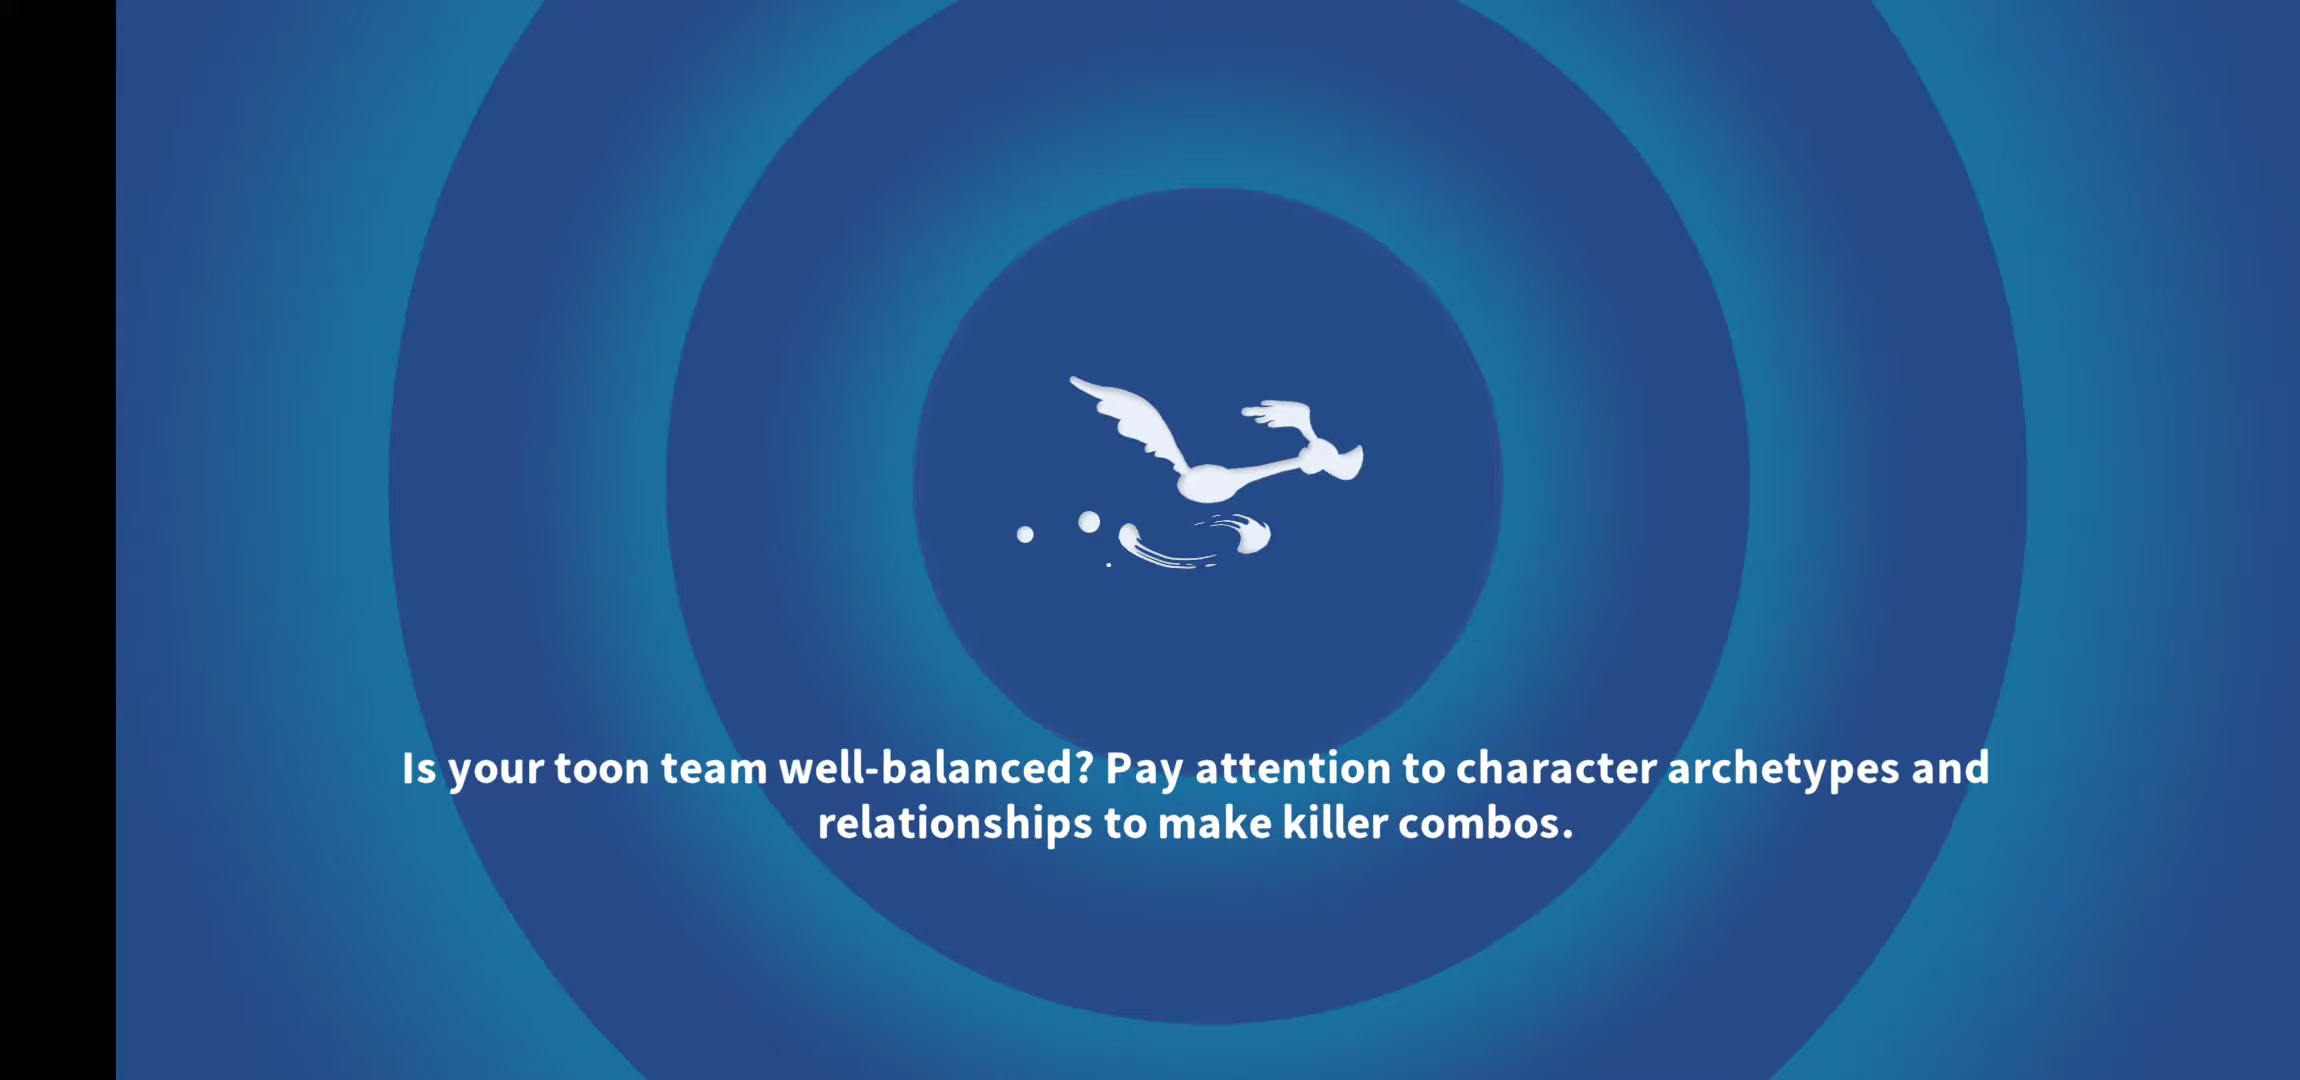 Is your toon team well-balanced? Pay attention to character archetypes and
relationships to make killer combos.